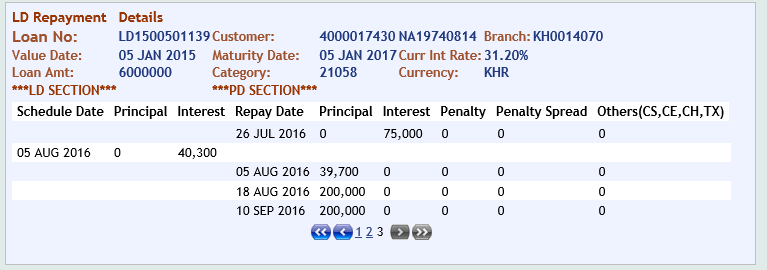 LD Repayment Details
Loan No: LD1500501139 Customer: 4000017430 NA19740814 Branch: KH0014070
Value Date: 05 JAN 2015 Maturity Date: 05 JAN 2017 Curr Int Rate: 31.20%
Loan Amt: 6000000 Category: 21058 Currency: KHR
***LD SECTION*** ***PD SECTION***
Schedule Date Principal Interest Repay Date Principal Interest Penalty Penalty Spread Others(CS,CE,CH,TX)
26 JUL 2016 0 75,000 0 0 0
05 AUG 2016 0 40,300
05 AUG 2016 39,700 0 0 0 0
18 AUG 2016 200,000 0 0 0 0
10 SEP 2016 200,000 0 0 0 0
1 2 3